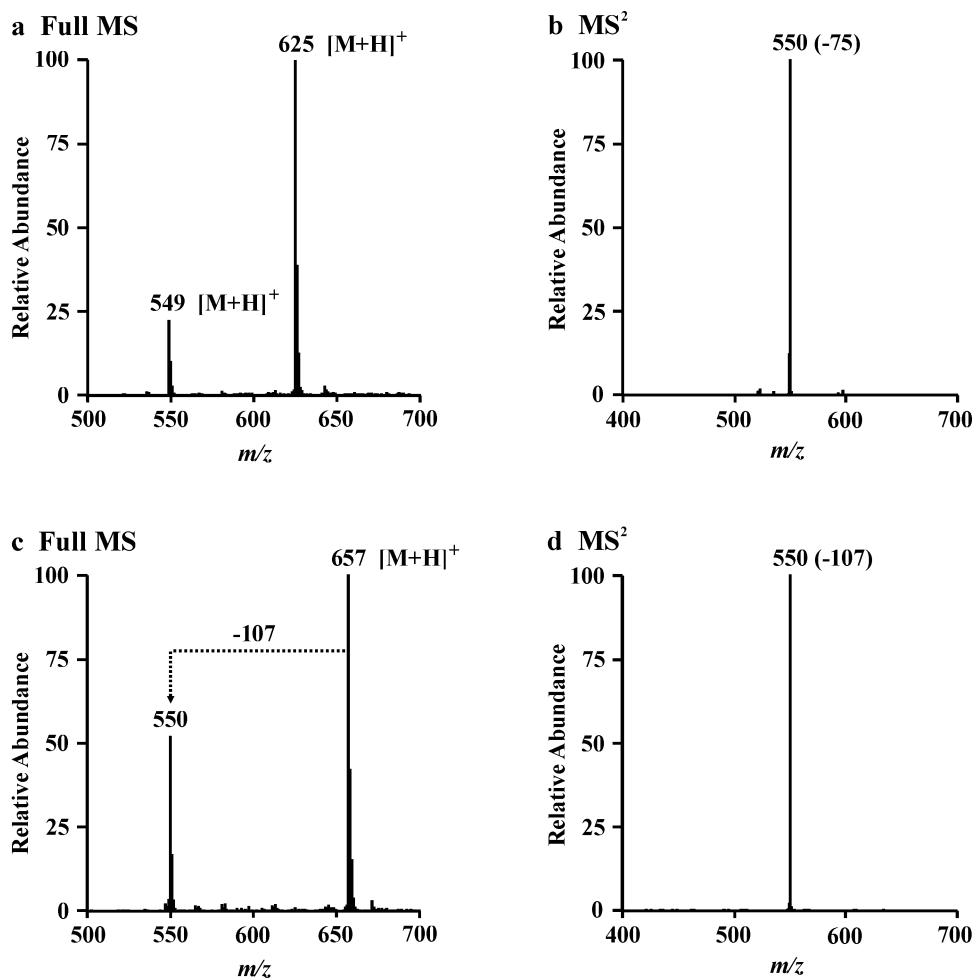 a Full MS
625 [M+H]+
549 [M+H]+
100
75
50
25
0
Relative Abundance
500 550 600 650 700
m/z
b MS²
550 (-75)
100
75
50
25
0
Relative Abundance
400 500 600 700
m/z
c Full MS
657 [M+H]+
-107
550
100
75
50
25
0
Relative Abundance
500 550 600 650 700
m/z
d MS²
550 (-107)
100
75
50
25
0
Relative Abundance
400 500 600 700
m/z